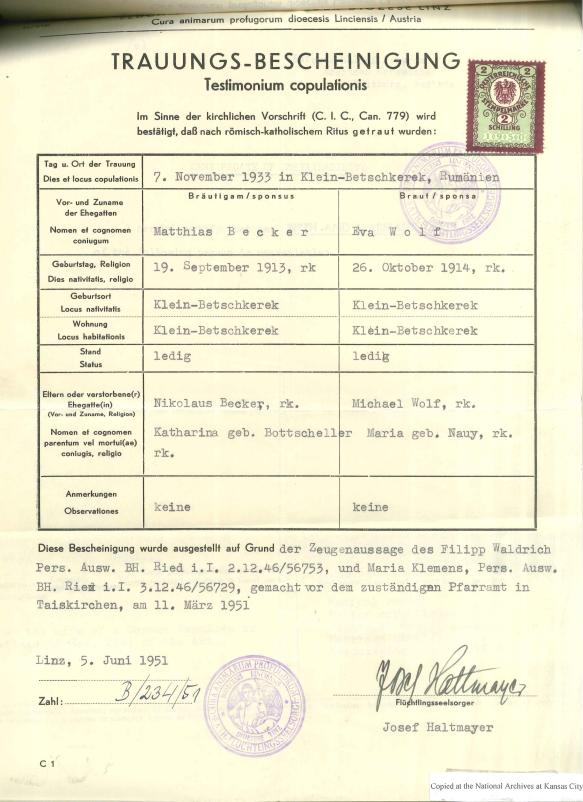 DIOECESE LINZ
Cura animarum profugorum dioecesis Linciensis / Austria
TRAUUNGS-BESCHEINIGUNG
Testimonium copulationis
2 2
ÖSTERREICHISCHE
STEMPELMARKE
2
SCHILLING
Im Sinne der kirchlichen Vorschrift (C. I. C., Can. 779) wird
bestätigt, daß nach römisch-katholischem Ritus getraut wurden:
Tag u. Ort der Trauung
Dies et locus copulationis
7. November 1933 in Klein-Betschkerek, Rumänien
Vor- und Zuname
der Ehegatten
Nomen et cognomen
coniugum
Bräutigam/sponsus
Matthias Becker
Braut/sponsa
Eva Wolf
Geburtstag, Religion
Dies nativitatis, religio
19. September 1913, rk
26. Oktober 1914, rk.
Geburtsort
Locus nativitatis
Klein-Betschkerek
Klein-Betschkerek
Wohnung
Locus habitationis
Klein-Betschkerek
Klein-Betschkerek
Stand
Status
ledig
ledig
Eltern oder verstorbene(r)
Ehegatte(in)
(Vor- und Zuname, Religion)
Nomen et cognomen
parentum vel mortui(ae)
coniugis, religio
Nikolaus Becker, rk.
Michael Wolf, rk.
Katharina geb. Bottscheller
Maria geb. Nauy, rk.
rk.
Anmerkungen
Observationes
keine
keine
Diese Bescheinigung wurde ausgestellt auf Grund der Zeugenaussage des Filipp Waldrich
Pers. Ausw. BH. Ried i.I. 2.12.46/56753, und Maria Klemens, Pers. Ausw.
BH. Ried i.I. 3.12.46/56729, gemacht vor dem zuständigen Pfarramt in
Taiskirchen, am 11. März 1951
Linz, 5. Juni 1951
Zahl: B/234/51
Josef Haltmayer
Flüchtlingsseelsorger
Josef Haltmayer
C 1
Copied at the National Archives at Kansas City